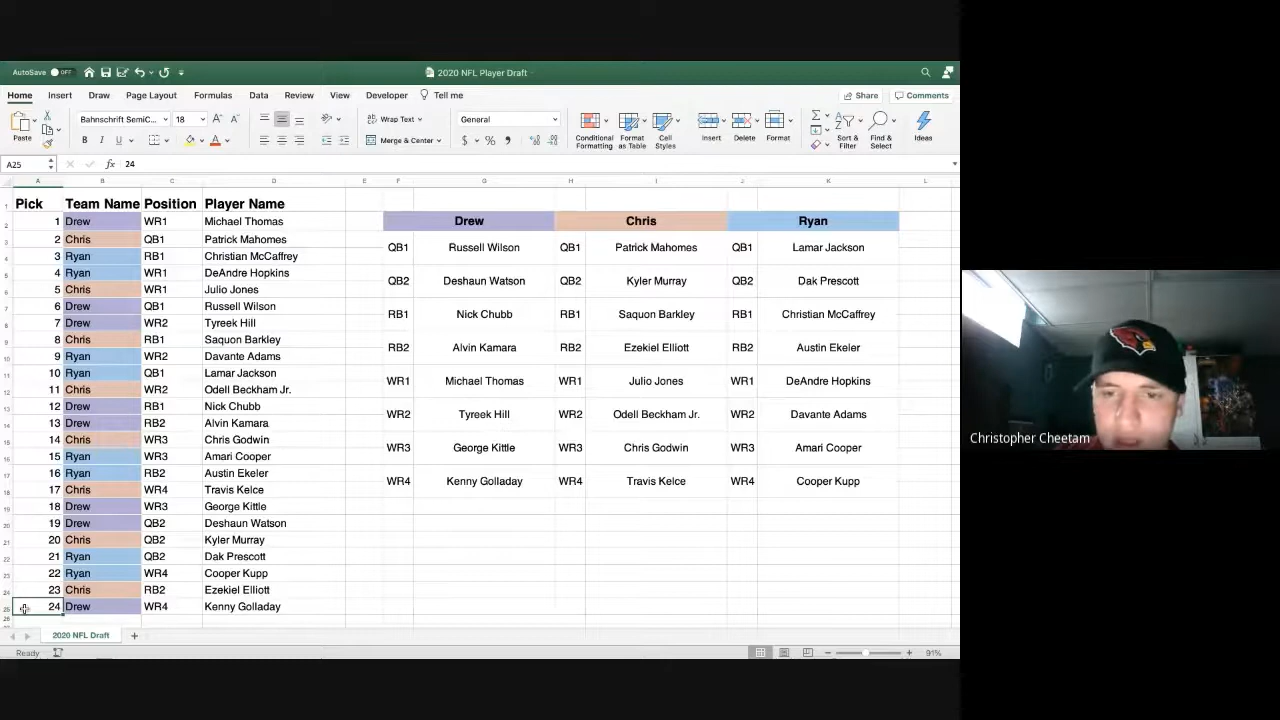 AutoSave OFF
2020 NFL Player Draft
Home Insert Draw Page Layout Formulas Data Review View Developer Tell me
Share Comments
Paste
Bahnschrift SemiC... 18
B I U
Wrap Text
Merge & Center
General
$ % ,
Conditional Formatting
Format as Table
Cell Styles
Insert
Delete
Format
Sort & Filter
Find & Select
Ideas
A25 fx 24
A B C D E F G H I J K L
Pick Team Name Position Player Name
1 Drew WR1 Michael Thomas
2 Chris QB1 Patrick Mahomes
3 Ryan RB1 Christian McCaffrey
4 Ryan WR1 DeAndre Hopkins
5 Chris WR1 Julio Jones
6 Drew QB1 Russell Wilson
7 Drew WR2 Tyreek Hill
8 Chris RB1 Saquon Barkley
9 Ryan WR2 Davante Adams
10 Ryan QB1 Lamar Jackson
11 Chris WR2 Odell Beckham Jr.
12 Drew RB1 Nick Chubb
13 Drew RB2 Alvin Kamara
14 Chris WR3 Chris Godwin
15 Ryan WR3 Amari Cooper
16 Ryan RB2 Austin Ekeler
17 Chris WR4 Travis Kelce
18 Drew WR3 George Kittle
19 Drew QB2 Deshaun Watson
20 Chris QB2 Kyler Murray
21 Ryan QB2 Dak Prescott
22 Ryan WR4 Cooper Kupp
23 Chris RB2 Ezekiel Elliott
24 Drew WR4 Kenny Golladay
Drew Chris Ryan
QB1 Russell Wilson QB1 Patrick Mahomes QB1 Lamar Jackson
QB2 Deshaun Watson QB2 Kyler Murray QB2 Dak Prescott
RB1 Nick Chubb RB1 Saquon Barkley RB1 Christian McCaffrey
RB2 Alvin Kamara RB2 Ezekiel Elliott RB2 Austin Ekeler
WR1 Michael Thomas WR1 Julio Jones WR1 DeAndre Hopkins
WR2 Tyreek Hill WR2 Odell Beckham Jr. WR2 Davante Adams
WR3 George Kittle WR3 Chris Godwin WR3 Amari Cooper
WR4 Kenny Golladay WR4 Travis Kelce WR4 Cooper Kupp
2020 NFL Draft +
Ready
91%
Christopher Cheetam